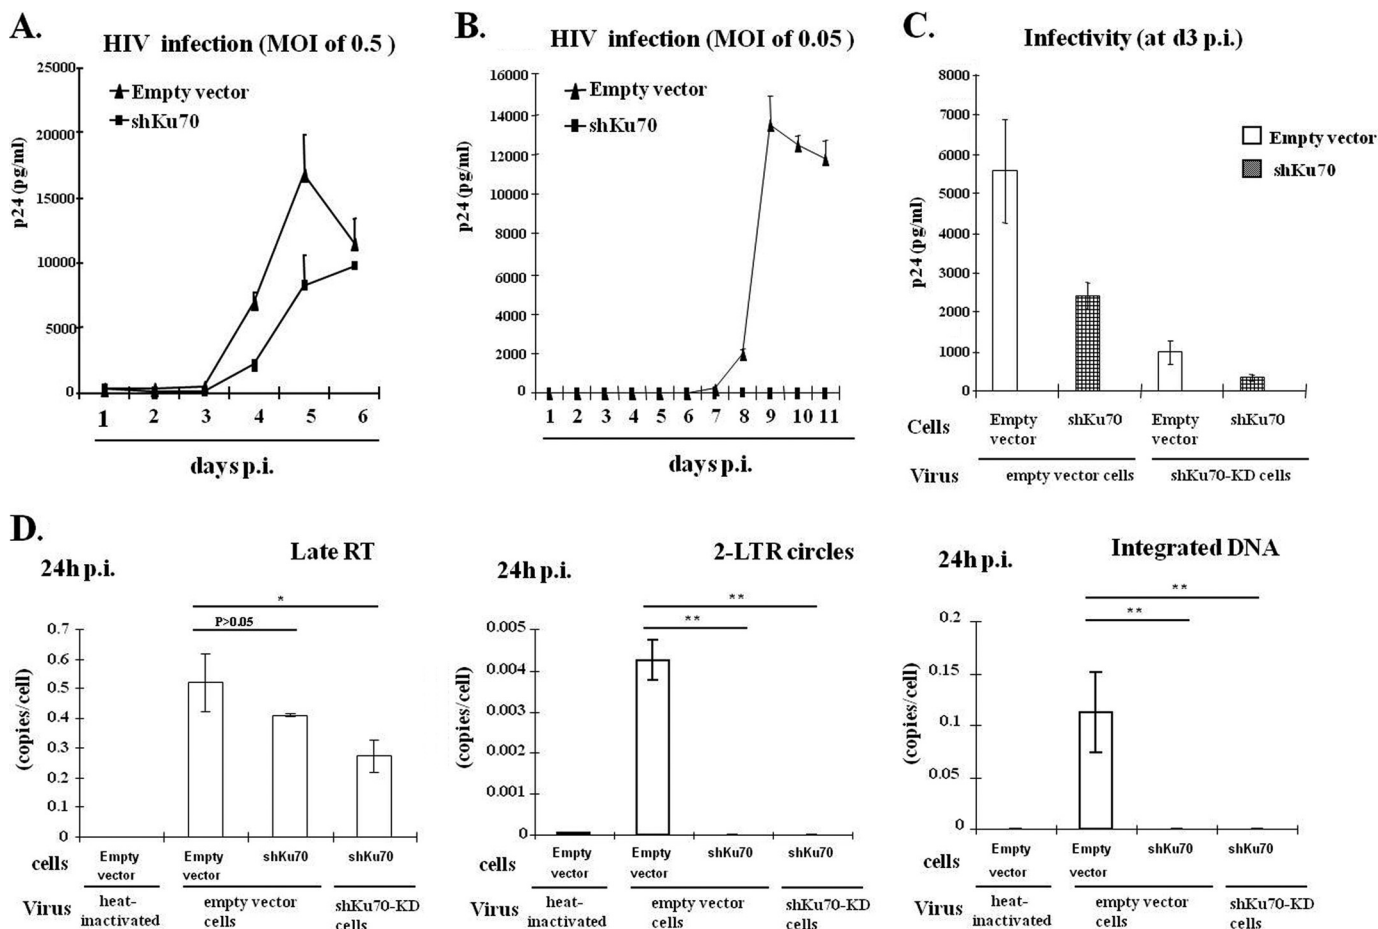 A.
HIV infection (MOI of 0.5 )
25000
20000
15000
10000
5000
0
p24 (pg/ml)
Empty vector
shKu70
1 2 3 4 5 6
days p.i.
B.
HIV infection (MOI of 0.05 )
16000
14000
12000
10000
8000
6000
4000
2000
0
p24 (pg/ml)
Empty vector
shKu70
1 2 3 4 5 6 7 8 9 10 11
days p.i.
C.
Infectivity (at d3 p.i.)
8000
7000
6000
5000
4000
3000
2000
1000
0
p24 (pg/ml)
Empty vector
shKu70
Cells Empty shKu70 Empty shKu70
vector vector
Virus empty vector cells shKu70-KD cells
D.
24h p.i.
Late RT
*
P>0.05
0.7
0.6
0.5
0.4
0.3
0.2
0.1
0
(copies/cell)
cells Empty Empty shKu70 shKu70
vector vector
Virus heat- empty vector shKu70-KD
inactivated cells cells
24h p.i.
2-LTR circles
**
**
0.005
0.004
0.003
0.002
0.001
0
(copies/cell)
cells Empty Empty shKu70 shKu70
vector vector
Virus heat- empty vector shKu70-KD
inactivated cells cells
24h p.i.
Integrated DNA
**
**
0.2
0.15
0.1
0.05
0
(copies/cell)
cells Empty Empty shKu70 shKu70
vector vector
Virus heat- empty vector shKu70-KD
inactivated cells cells